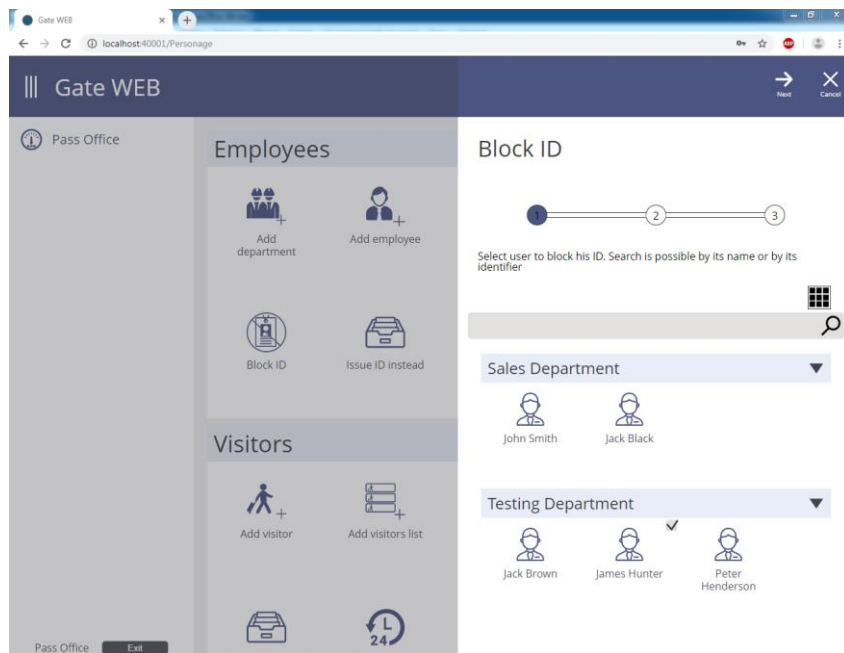 Gate WEB
localhost:40001/Personage
ABP
Gate WEB
Next
Cancel
Pass Office
Employees
Add
department
Add employee
Block ID
Issue ID instead
Visitors
Add visitor
Add visitors list
24
Pass Office
Exit
Block ID
1
2
3
Select user to block his ID. Search is possible by its name or by its
identifier
Sales Department
John Smith
Jack Black
Testing Department
Jack Brown
James Hunter
Peter
Henderson